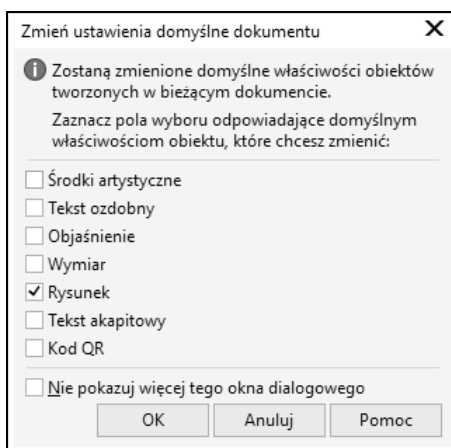 Zmień ustawienia domyślne dokumentu
Zostaną zmienione domyślne właściwości obiektów
tworzonych w bieżącym dokumencie.
Zaznacz pola wyboru odpowiadające domyślnym
właściwościom obiektu, które chcesz zmienić:
Środki artystyczne
Tekst ozdobny
Objaśnienie
Wymiar
Rysunek
Tekst akapitowy
Kod QR
Nie pokazuj więcej tego okna dialogowego
OK Anuluj Pomoc